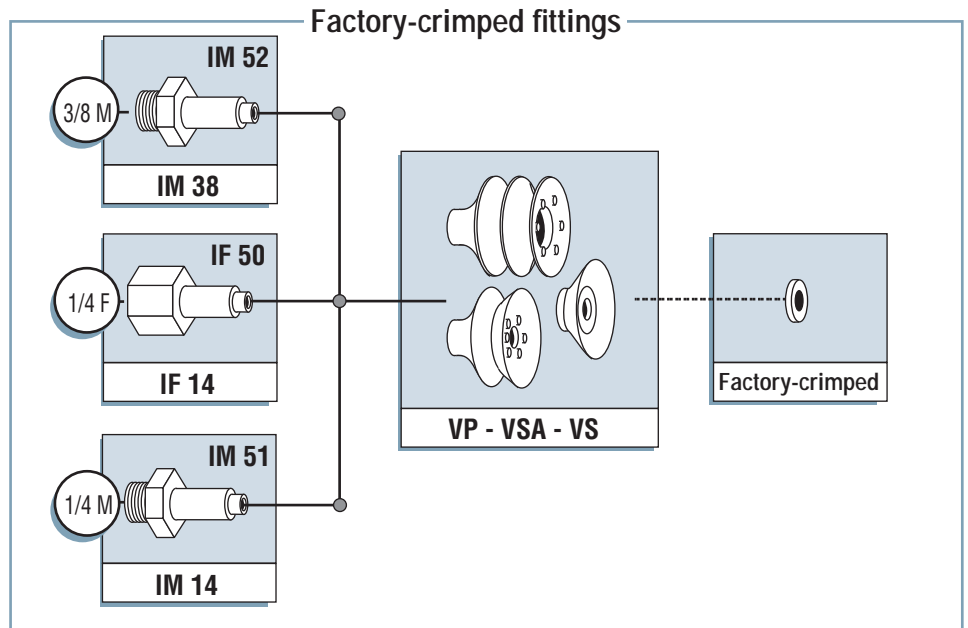 Factory-crimped fittings
IM 52
3/8 M
IM 38
IF 50
1/4 F
IF 14
VP - VSA - VS
Factory-crimped
IM 51
1/4 M
IM 14